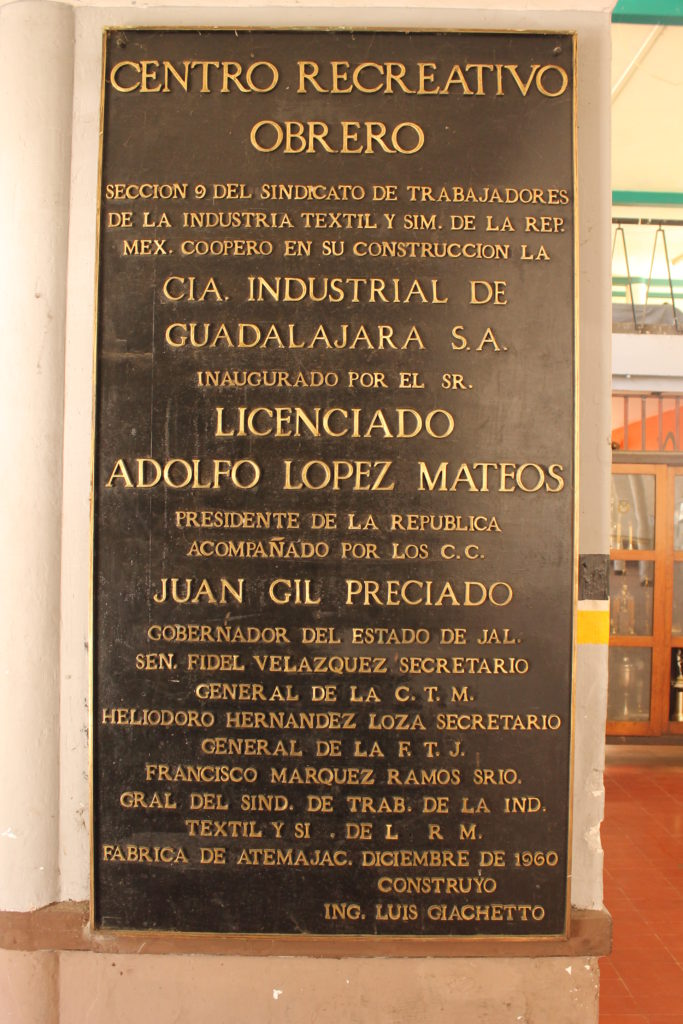 CENTRO RECREATIVO
OBRERO
SECCION 9 DEL SINDICATO DE TRABAJADORES
DE LA INDUSTRIA TEXTIL Y SIM. DE LA REP.
MEX. COOPERO EN SU CONSTRUCCION LA
CIA. INDUSTRIAL DE
GUADALAJARA S.A.
INAUGURADO POR EL SR.
LICENCIADO
ADOLFO LOPEZ MATEOS
PRESIDENTE DE LA REPUBLICA
ACOMPAÑADO POR LOS C.C.
JUAN GIL PRECIADO
GOBERNADOR DEL ESTADO DE JAL.
SEN. FIDEL VELAZQUEZ SECRETARIO
GENERAL DE LA C.T.M.
HELIODORO HERNANDEZ LOZA SECRETARIO
GENERAL DE LA F.T.J.
FRANCISCO MARQUEZ RAMOS SRIO.
GRAL DEL SIND. DE TRAB. DE LA IND.
TEXTIL Y SI . DE L R M.
FABRICA DE ATEMAJAC. DICIEMBRE DE 1960
CONSTRUYO
ING. LUIS GIACHETTO